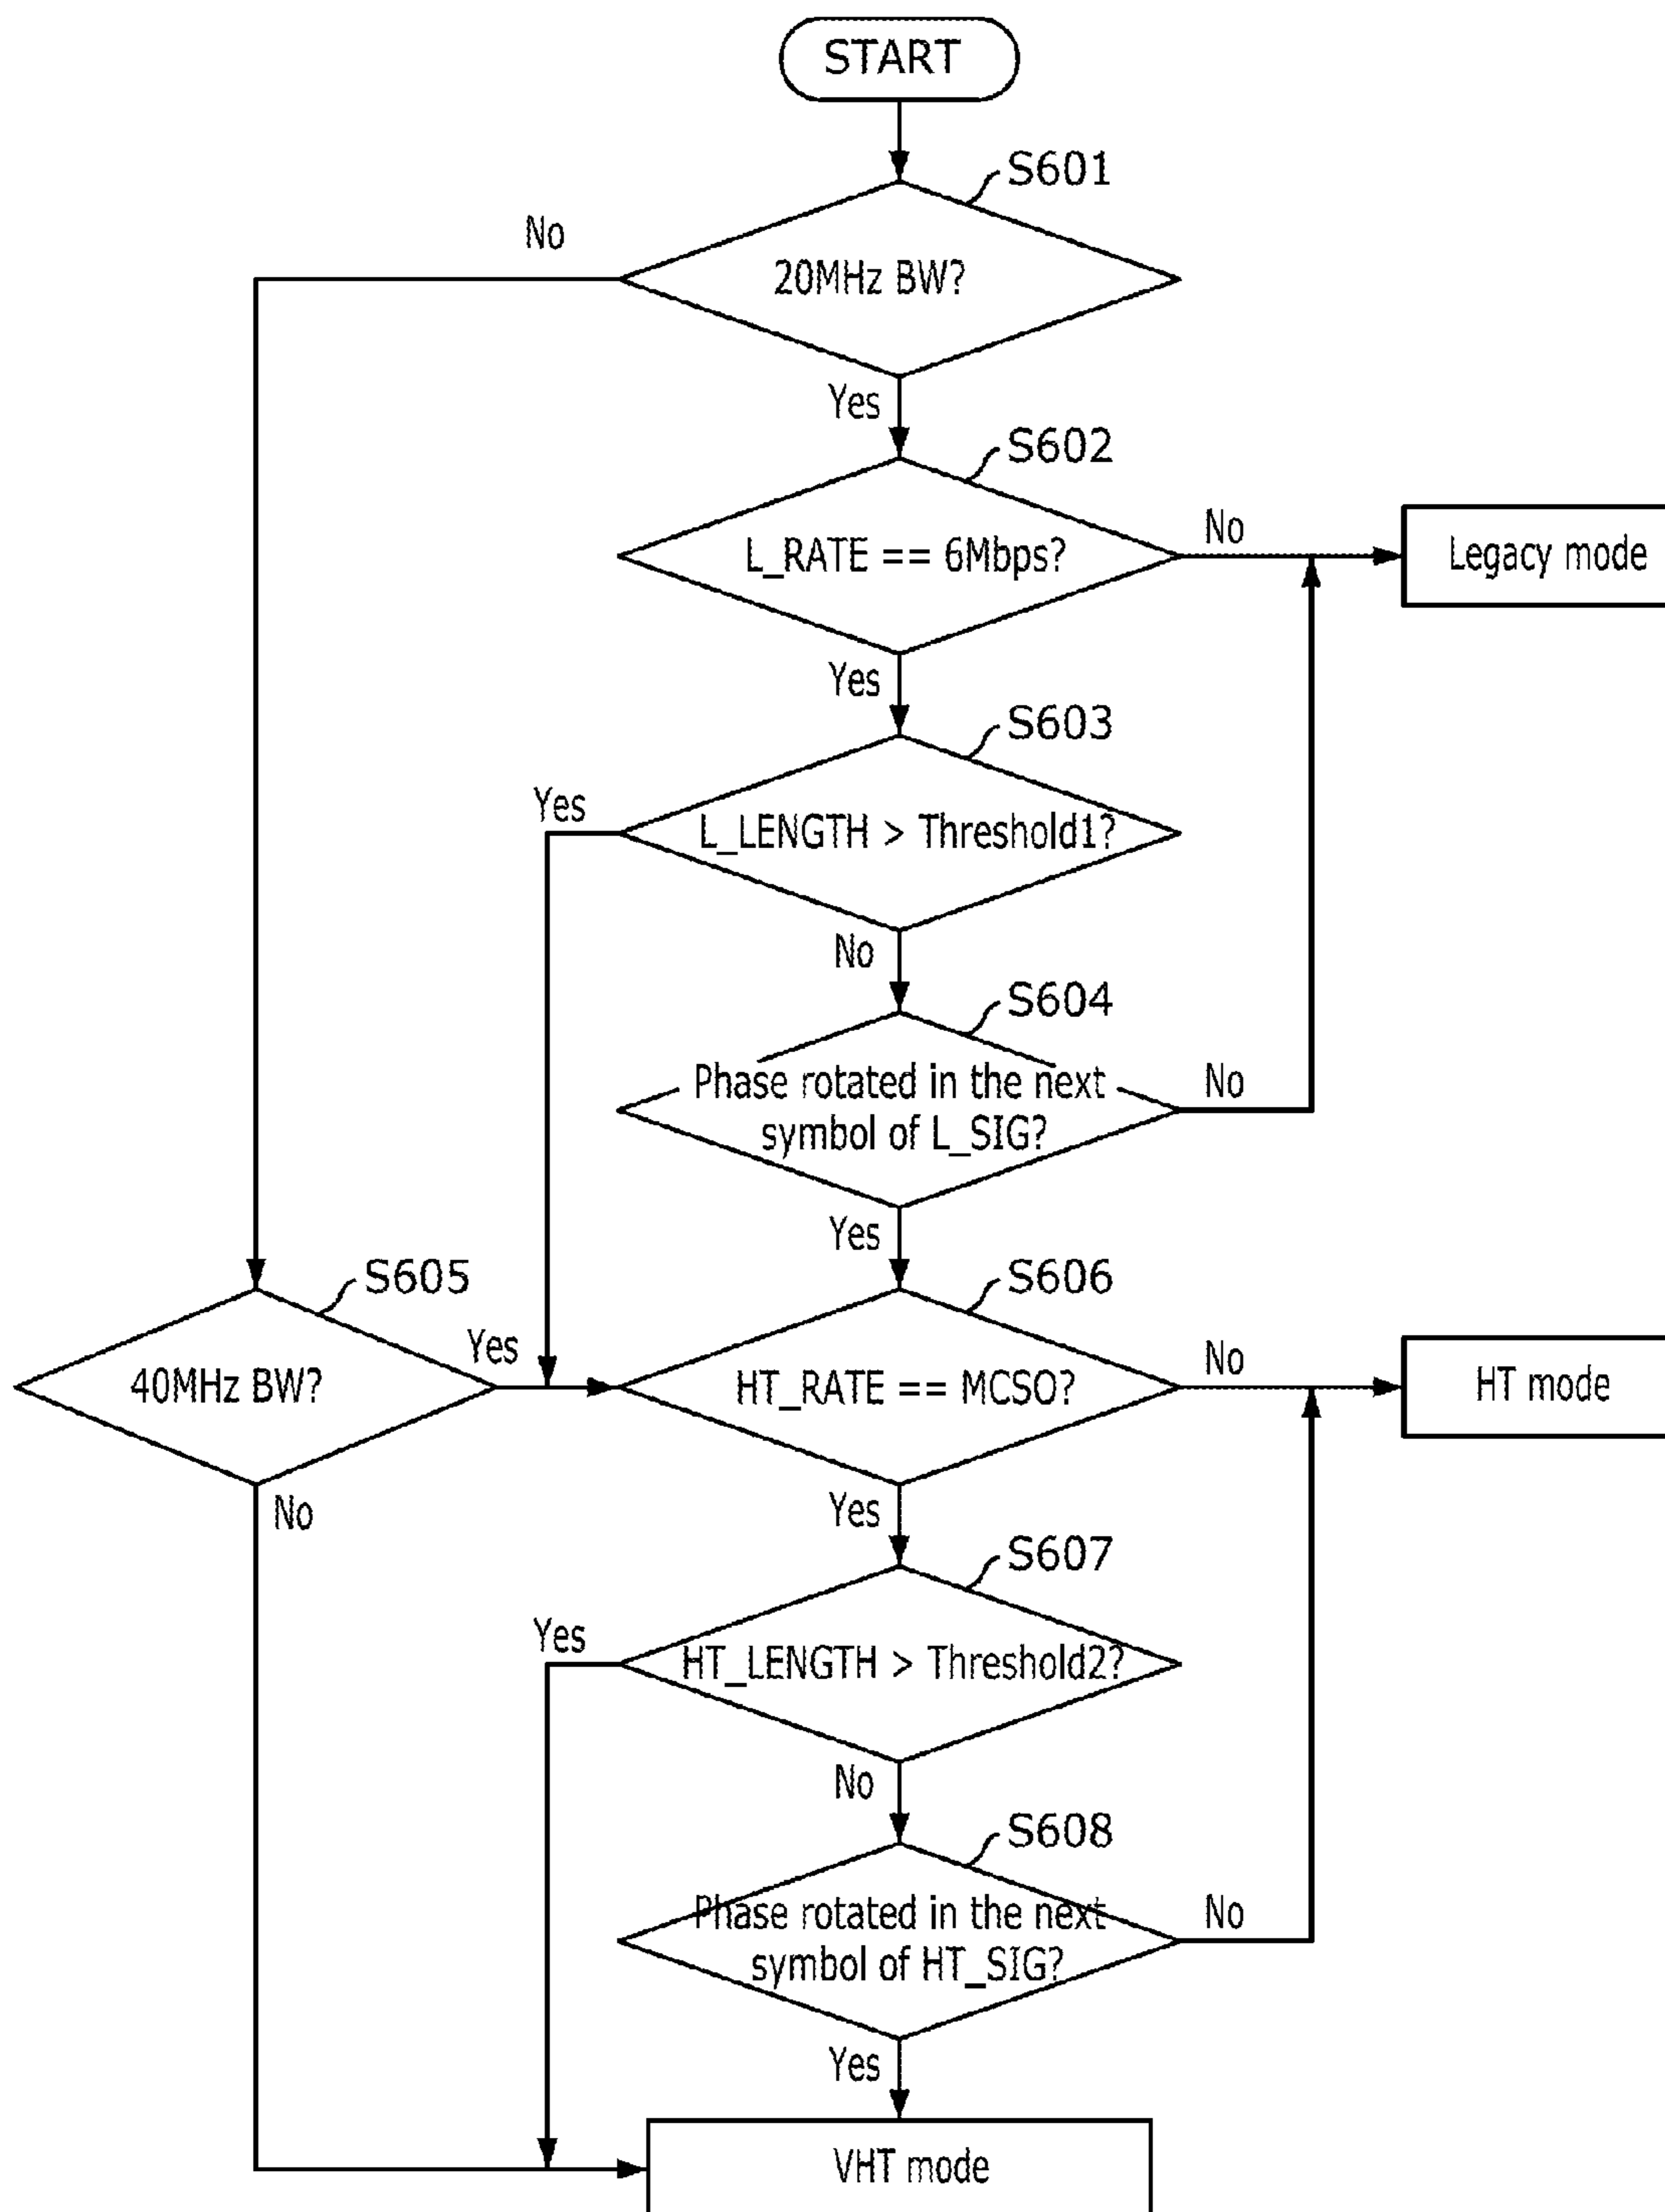 START
S601
No
20MHz BW?
Yes
S602
L_RATE == 6Mbps?
No
Legacy mode
Yes
S603
Yes
L_LENGTH > Threshold1?
No
S604
Phase rotated in the next
symbol of L_SIG?
No
Yes
S605
S606
40MHz BW?
Yes
HT_RATE == MCSO?
No
HT mode
No
Yes
S607
Yes
HT_LENGTH > Threshold2?
No
S608
Phase rotated in the next
symbol of HT_SIG?
No
Yes
VHT mode